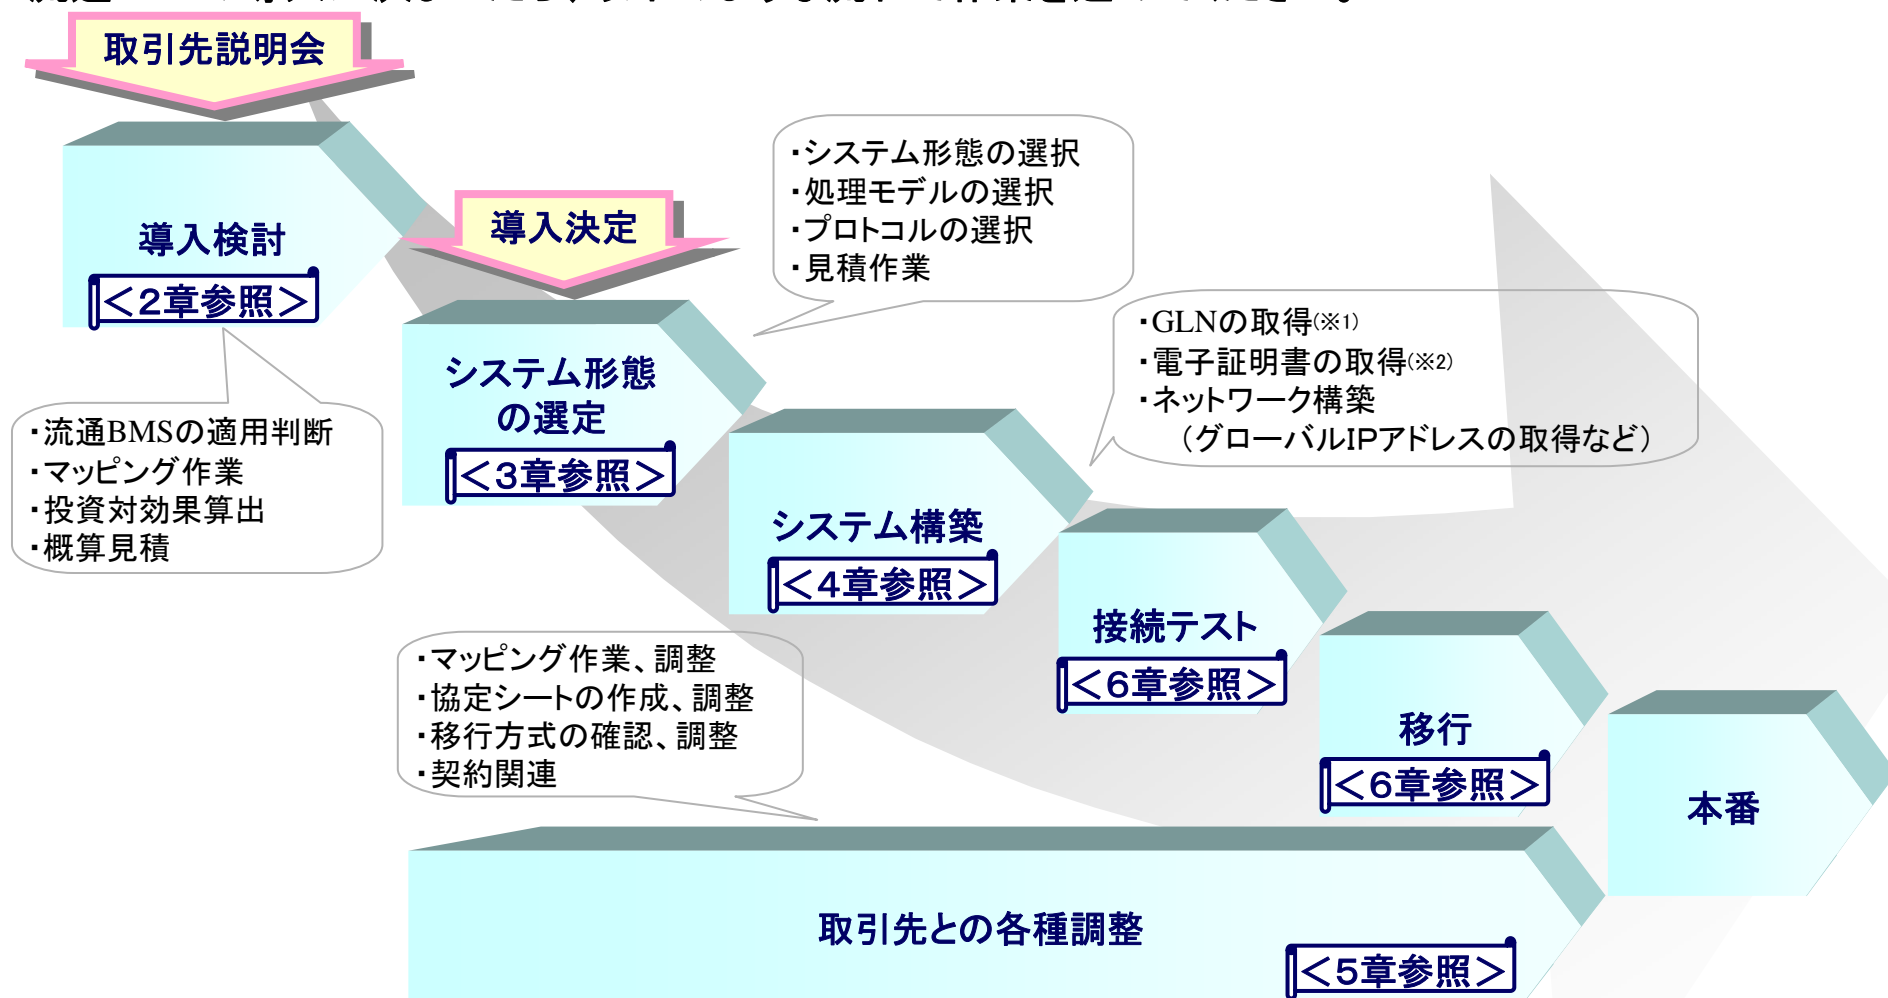 取引先説明会
導入検討
＜2章参照＞
・流通BMSの適用判断
・マッピング作業
・投資対効果算出
・概算見積
導入決定
システム形態
の選定
＜3章参照＞
・システム形態の選択
・処理モデルの選択
・プロトコルの選択
・見積作業
システム構築
＜4章参照＞
・GLNの取得(※1)
・電子証明書の取得(※2)
・ネットワーク構築
（グローバルIPアドレスの取得など）
接続テスト
＜6章参照＞
移行
＜6章参照＞
本番
・マッピング作業、調整
・協定シートの作成、調整
・移行方式の確認、調整
・契約関連
取引先との各種調整
＜5章参照＞